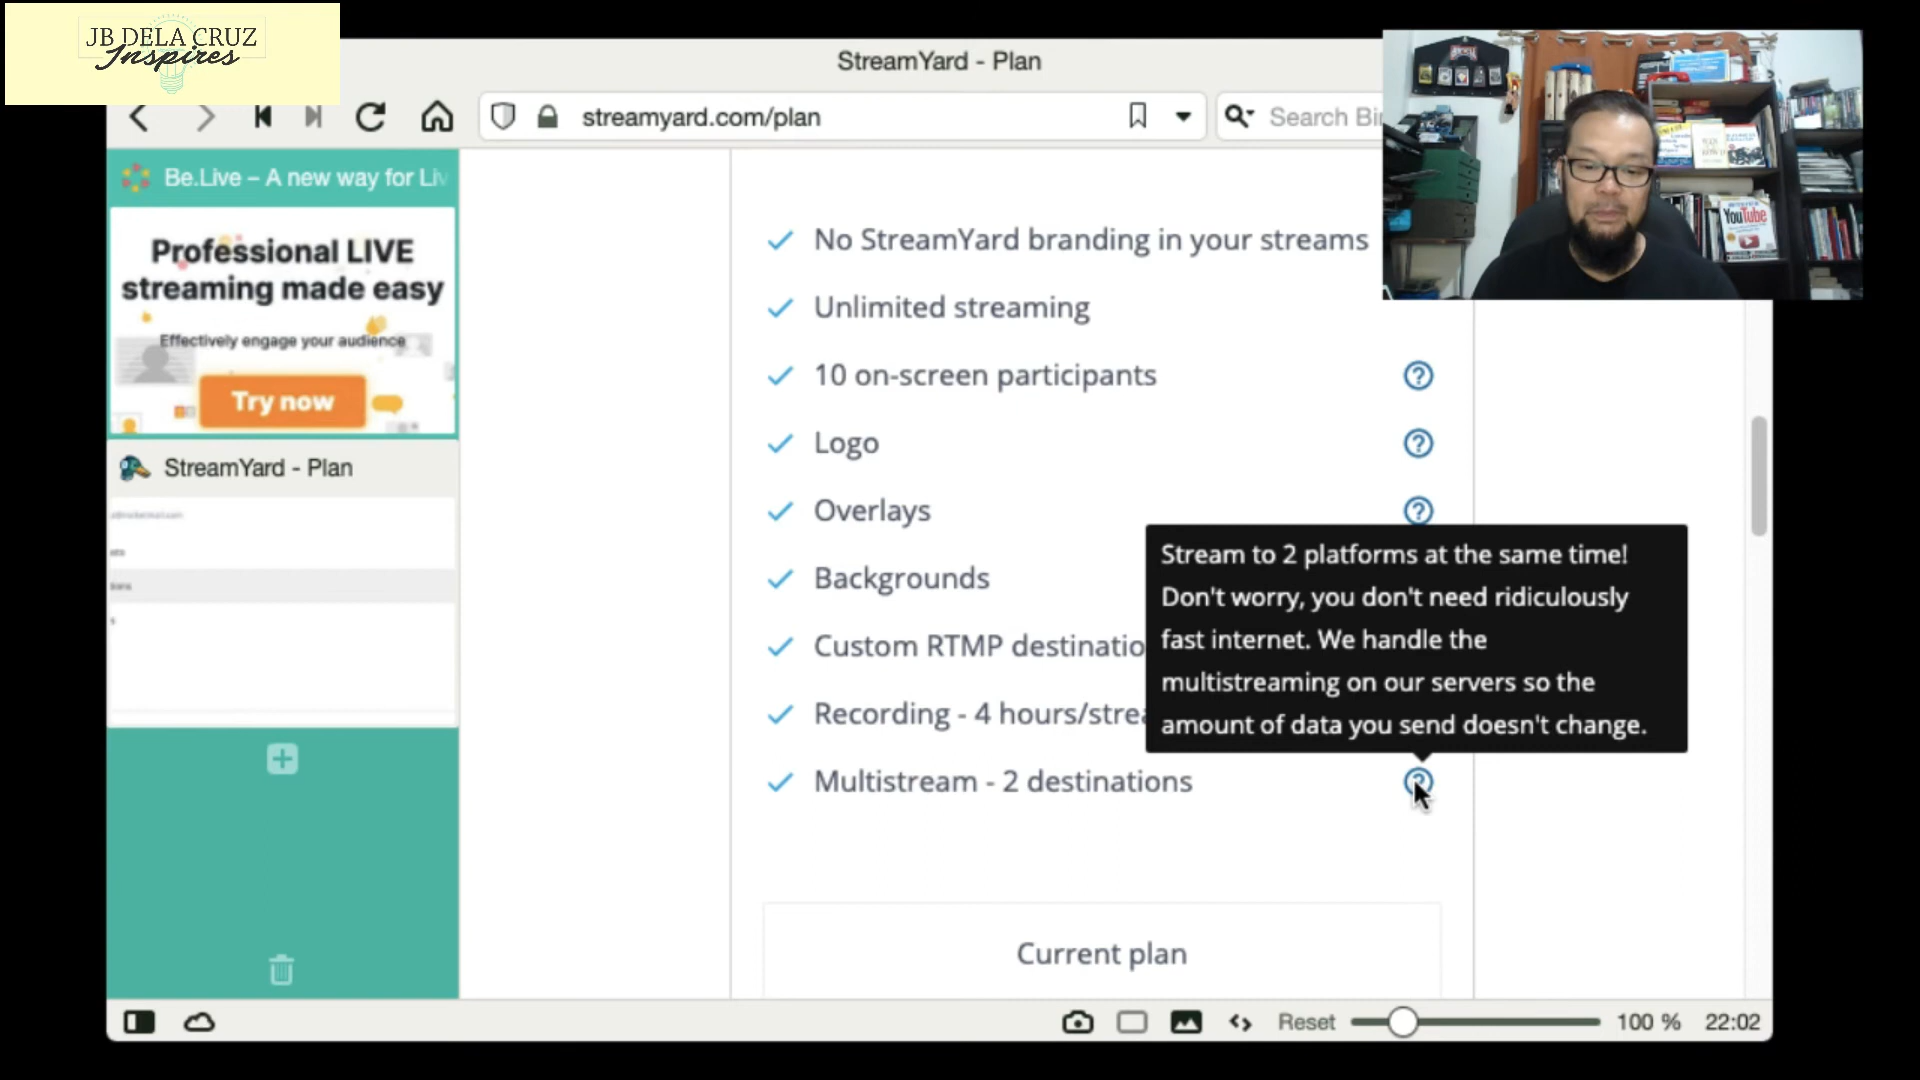 JB DELA CRUZ
Inspires
StreamYard - Plan
streamyard.com/plan
Search Bi
Be.Live – A new way for Liv
Professional LIVE
streaming made easy
Effectively engage your audience
Try now
StreamYard - Plan
No StreamYard branding in your streams
Unlimited streaming
10 on-screen participants
Logo
Overlays
Backgrounds
Custom RTMP destinatio
Recording - 4 hours/strea
Multistream - 2 destinations
Stream to 2 platforms at the same time!
Don't worry, you don't need ridiculously
fast internet. We handle the
multistreaming on our servers so the
amount of data you send doesn't change.
Current plan
YouTube
Reset
100 %
22:02